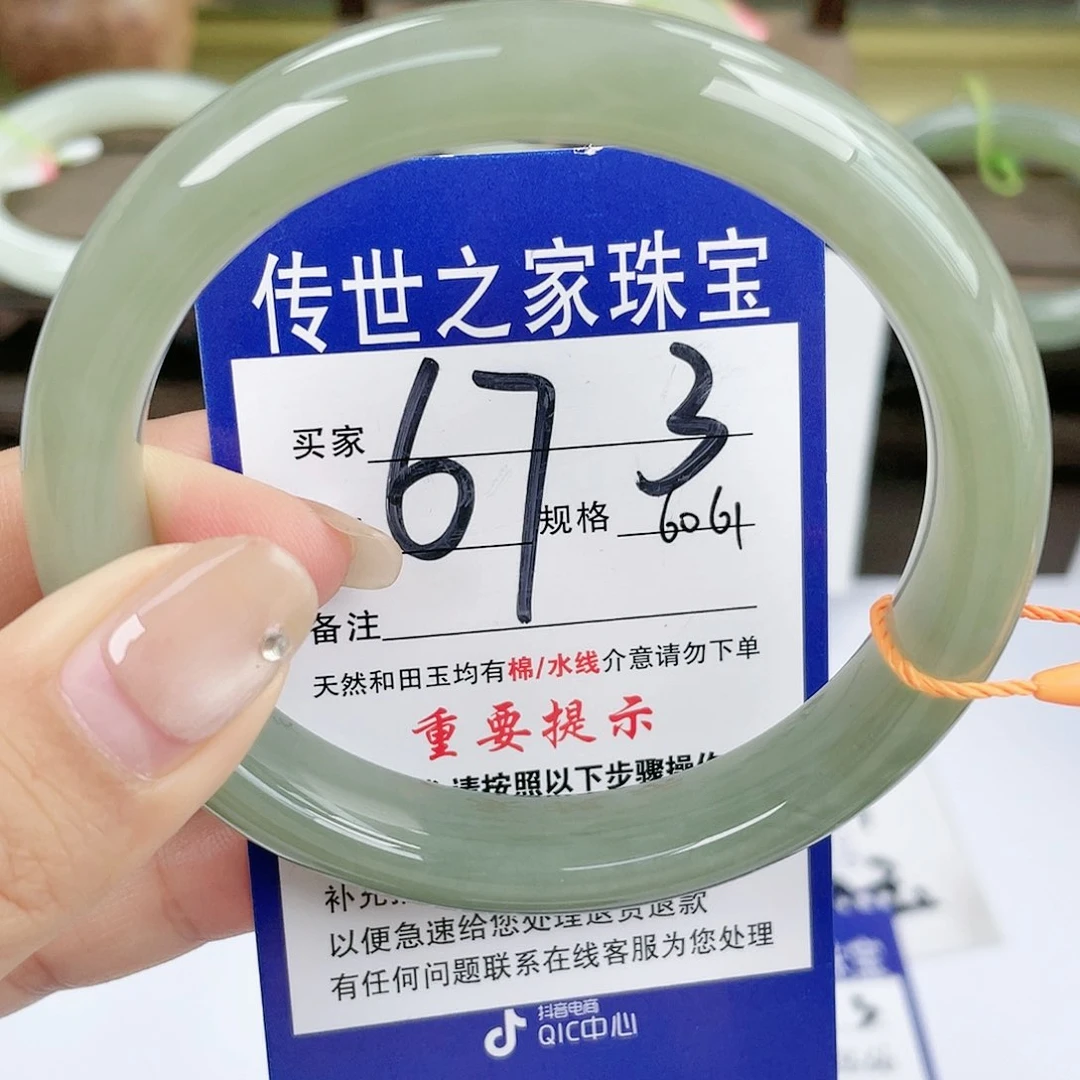 传世之家珠宝
买家 67 3
规格 6061
备注
天然和田玉均有棉/水线介意请勿下单
重要提示
请按照以下步骤操作
补充
以便急速给您处理退货退款
有任何问题联系在线客服为您处理
抖音电商
QIC中心